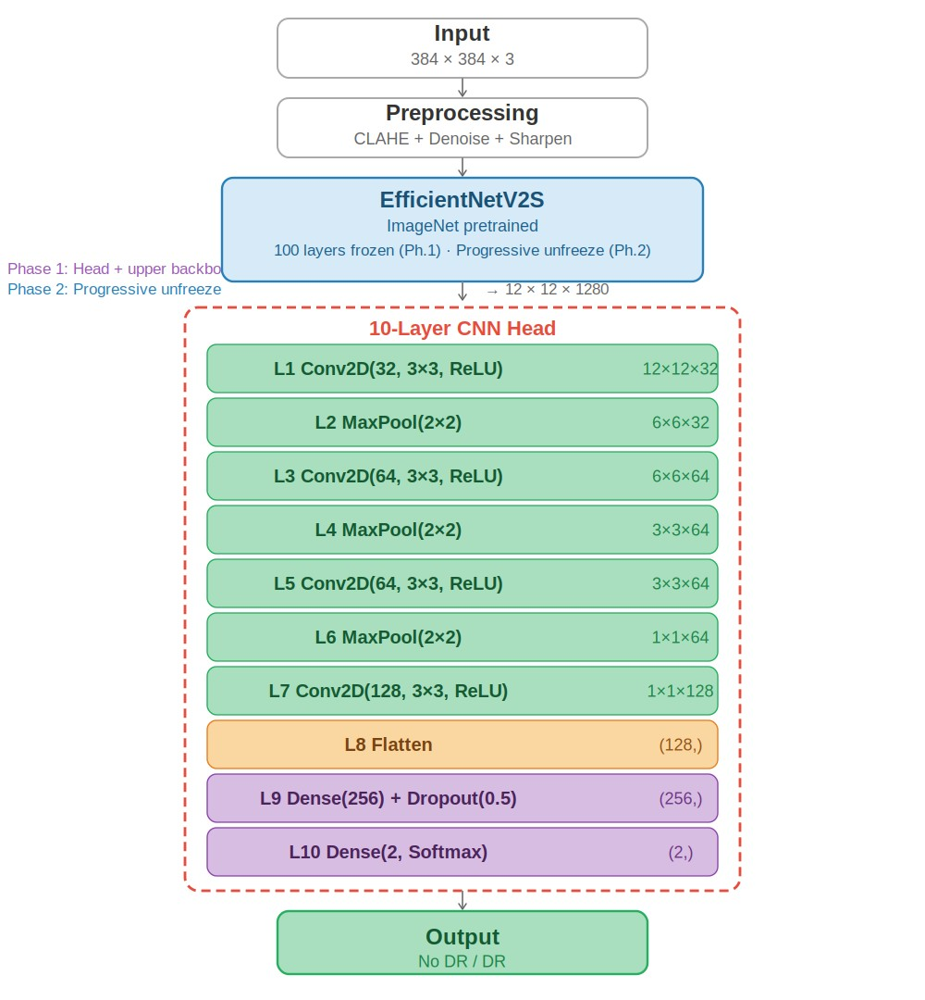 Input
384 × 384 × 3
Preprocessing
CLAHE + Denoise + Sharpen
EfficientNetV2S
ImageNet pretrained
100 layers frozen (Ph.1) · Progressive unfreeze (Ph.2)
Phase 1: Head + upper backbo
Phase 2: Progressive unfreeze
→ 12 × 12 × 1280
10-Layer CNN Head
L1 Conv2D(32, 3×3, ReLU) 12×12×32
L2 MaxPool(2×2) 6×6×32
L3 Conv2D(64, 3×3, ReLU) 6×6×64
L4 MaxPool(2×2) 3×3×64
L5 Conv2D(64, 3×3, ReLU) 3×3×64
L6 MaxPool(2×2) 1×1×64
L7 Conv2D(128, 3×3, ReLU) 1×1×128
L8 Flatten (128,)
L9 Dense(256) + Dropout(0.5) (256,)
L10 Dense(2, Softmax) (2,)
Output
No DR / DR